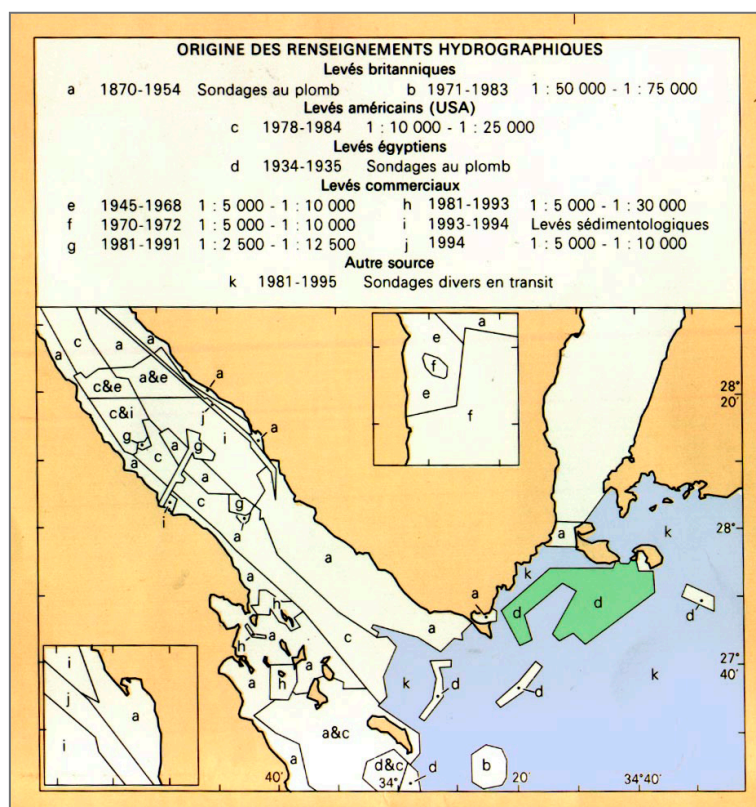 ORIGINE DES RENSEIGNEMENTS HYDROGRAPHIQUES
Levés britanniques
a 1870-1954 Sondages au plomb b 1971-1983 1 : 50 000 - 1 : 75 000
Levés américains (USA)
c 1978-1984 1 : 10 000 - 1 : 25 000
Levés égyptiens
d 1934-1935 Sondages au plomb
Levés commerciaux
e 1945-1968 1 : 5 000 - 1 : 10 000 h 1981-1993 1 : 5 000 - 1 : 30 000
f 1970-1972 1 : 5 000 - 1 : 10 000 i 1993-1994 Levés sédimentologiques
g 1981-1991 1 : 2 500 - 1 : 12 500 j 1994 1 : 5 000 - 1 : 10 000
Autre source
k 1981-1995 Sondages divers en transit
a
e
a c a a
a
f
a&e
a
c&e
e
28°
20'
c&i
j
f
g
a
i
a
c
g
a
a
c
g
i
a
28°
a
k
a
k
a
h
a
d
d
d
a
h
c
a
i
a
h
a
k
d
d
k
27°
40'
j
a
i
a&c
a
d&c
d
b
40'
34°
20'
34°40'